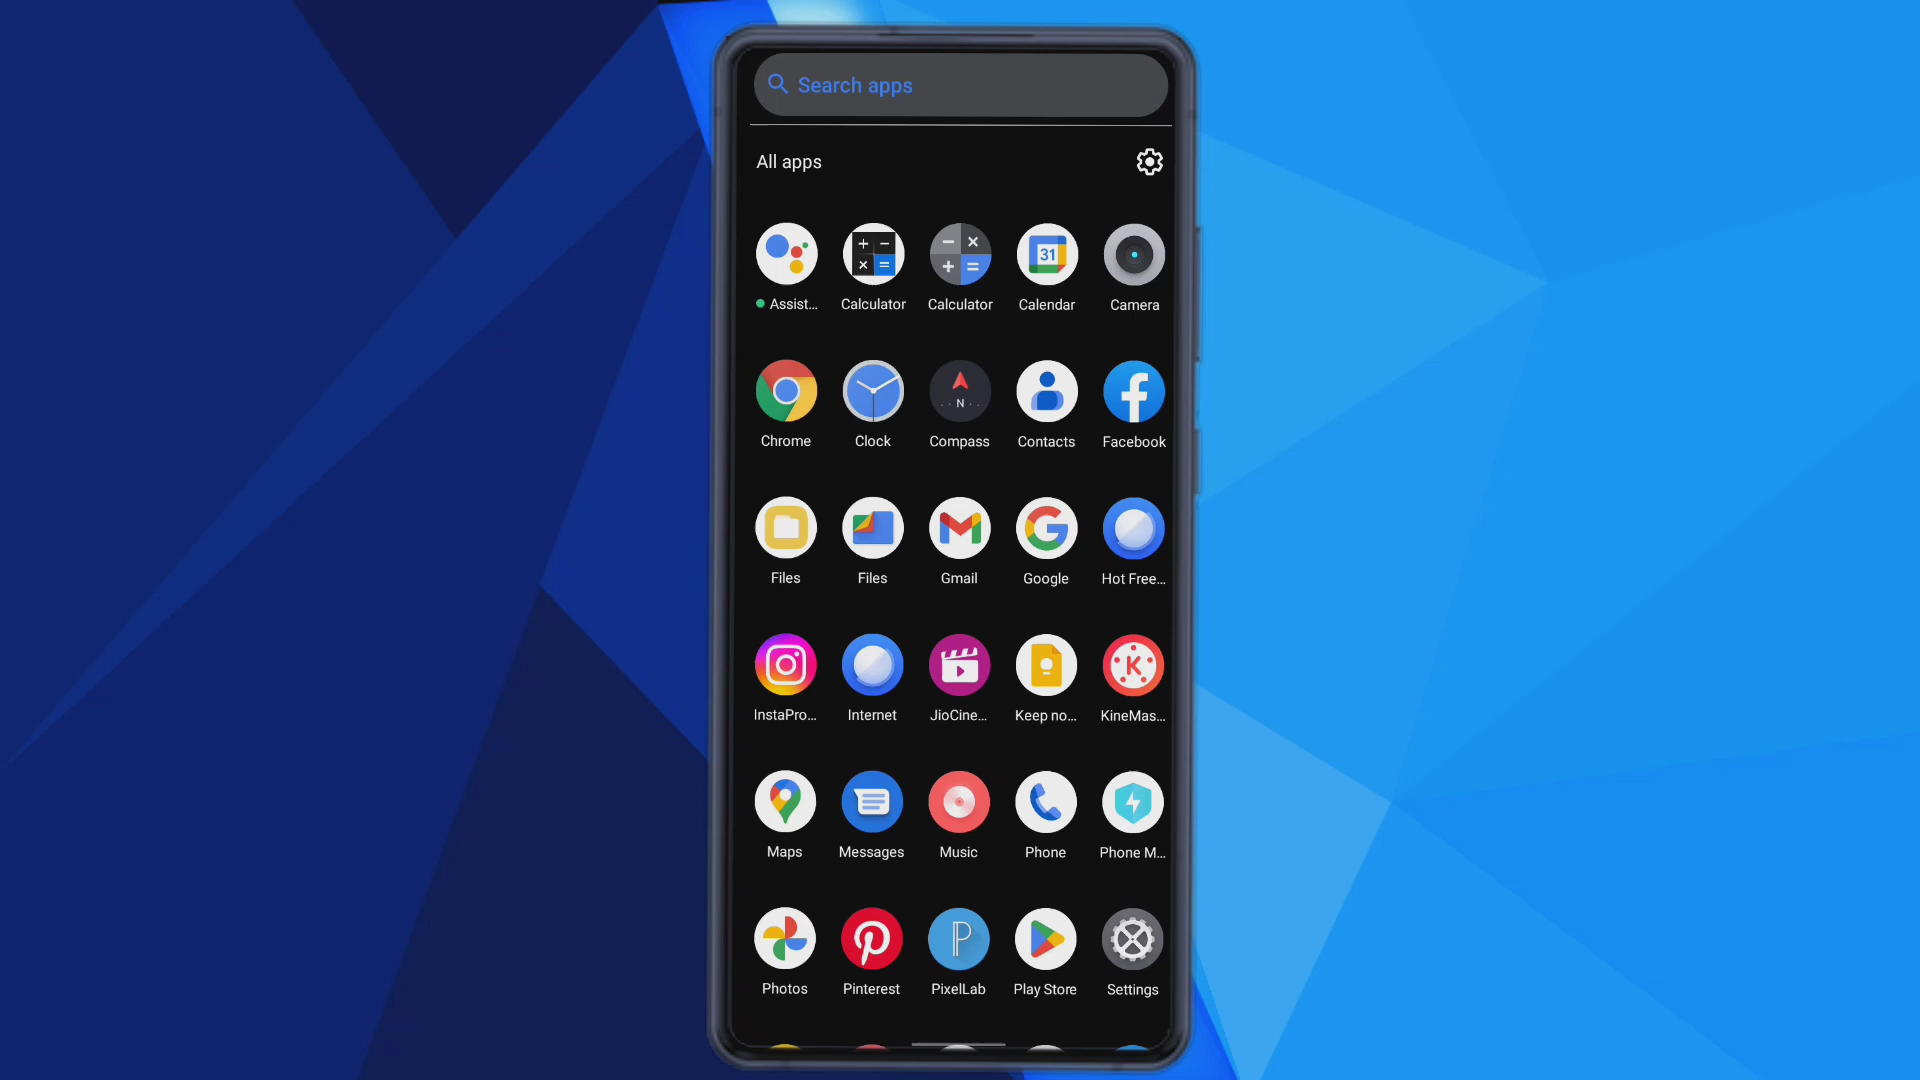 Search apps
All apps
31
Assist... Calculator Calculator Calendar Camera
N
Chrome Clock Compass Contacts Facebook
Files Files Gmail Google Hot Free...
K
InstaPro... Internet JioCine... Keep no... KineMas...
Maps Messages Music Phone Phone M...
Photos Pinterest PixelLab Play Store Settings